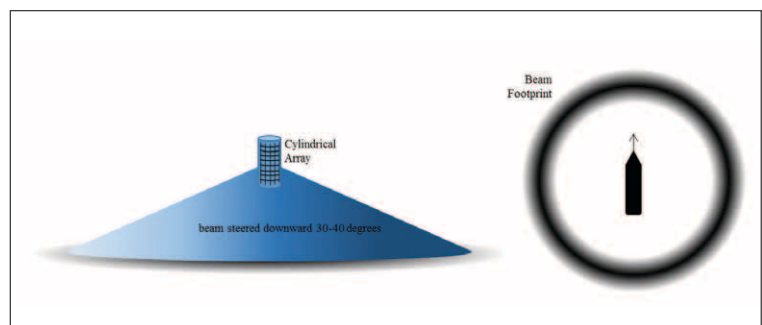 Beam
Footprint
Cylindrical
Array
beam steered downward 30-40 degrees